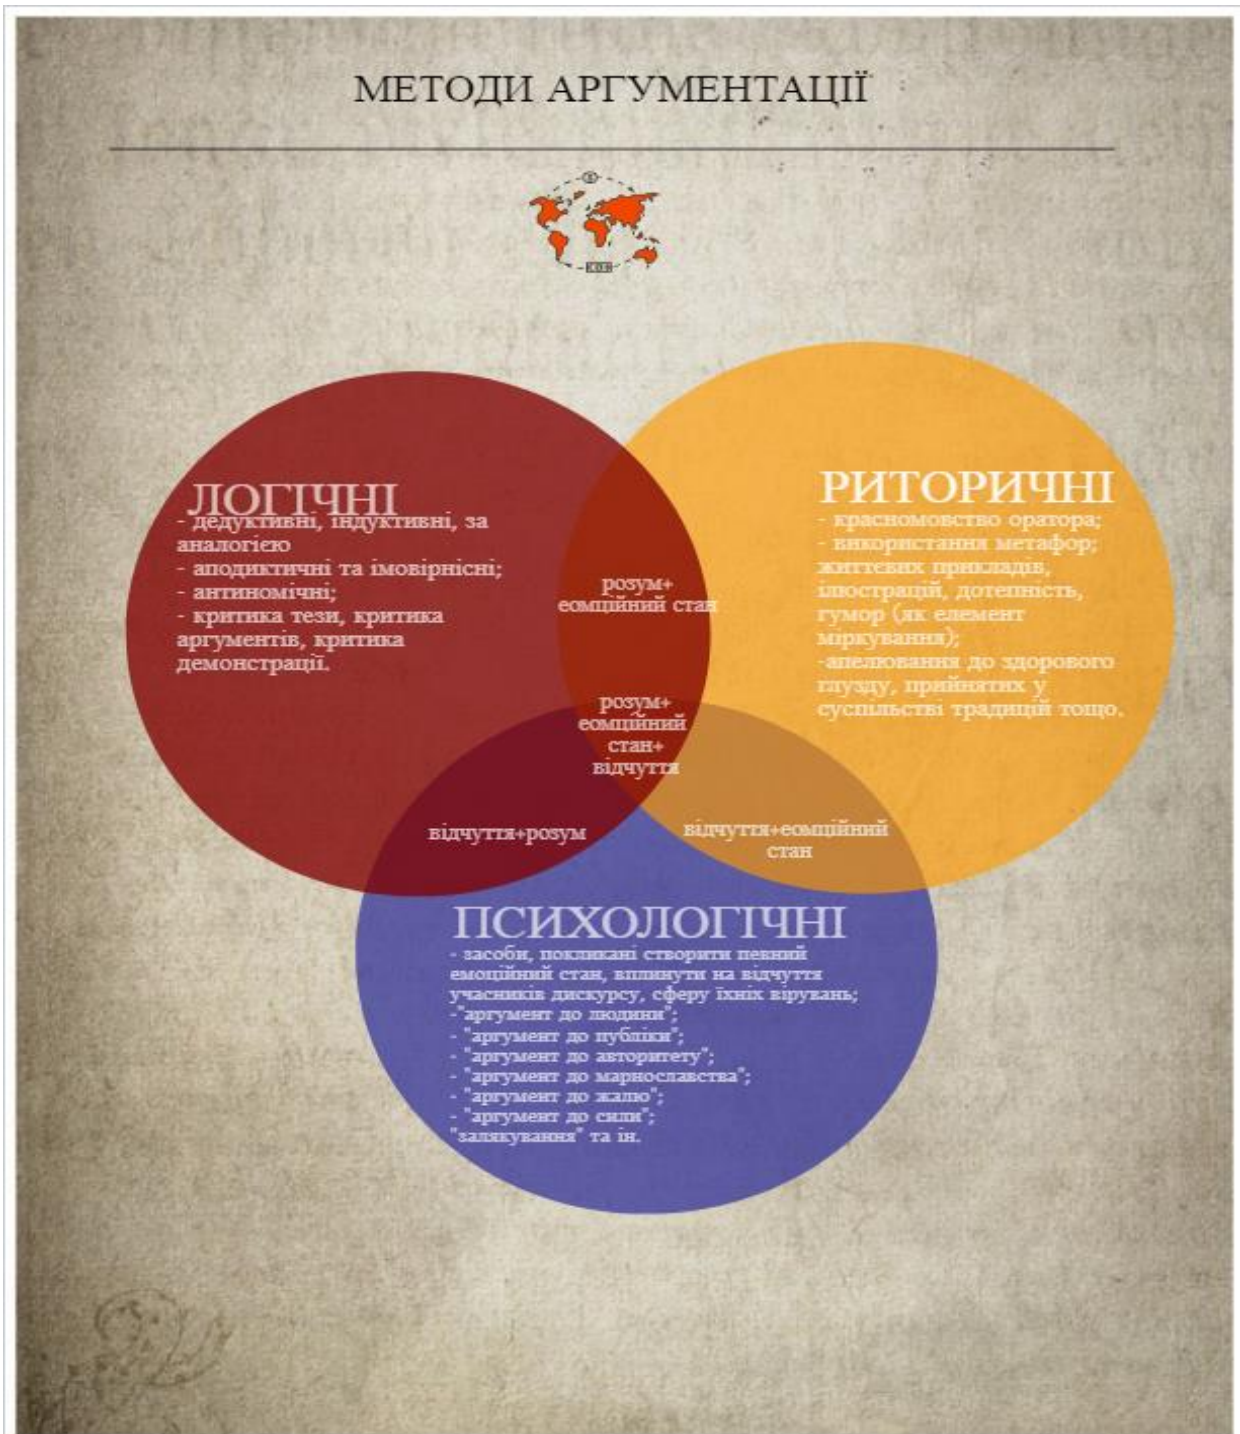 МЕТОДИ АРГУМЕНТАЦІЇ
ЛОГІЧНІ
- дедуктивні, індуктивні, за
аналогією
- аподиктичні та імовірнісні;
- антиномічні;
- критика тези, критика
аргументів, критика
демонстрації.
РИТОРИЧНІ
- красномовство оратора;
- використання метафор;
життєвих прикладів,
ілюстрацій, дотепність,
гумор (як елемент
міркування);
-апелювання до здорового
глузду, прийнятих у
суспільстві традицій тощо.
розум+
еомційний стан
розум+
еомційний
стан+
відчуття
відчуття+розум
відчуття+еомційний
стан
ПСИХОЛОГІЧНІ
- засоби, покликані створити певний
емоційний стан, вплинути на відчуття
учасників дискурсу, сферу їхніх вірувань;
-"аргумент до людини";
- "аргумент до публіки";
- "аргумент до авторитету";
- "аргумент до марнославства";
- "аргумент до жалю";
- "аргумент до сили";
"залякування" та ін.